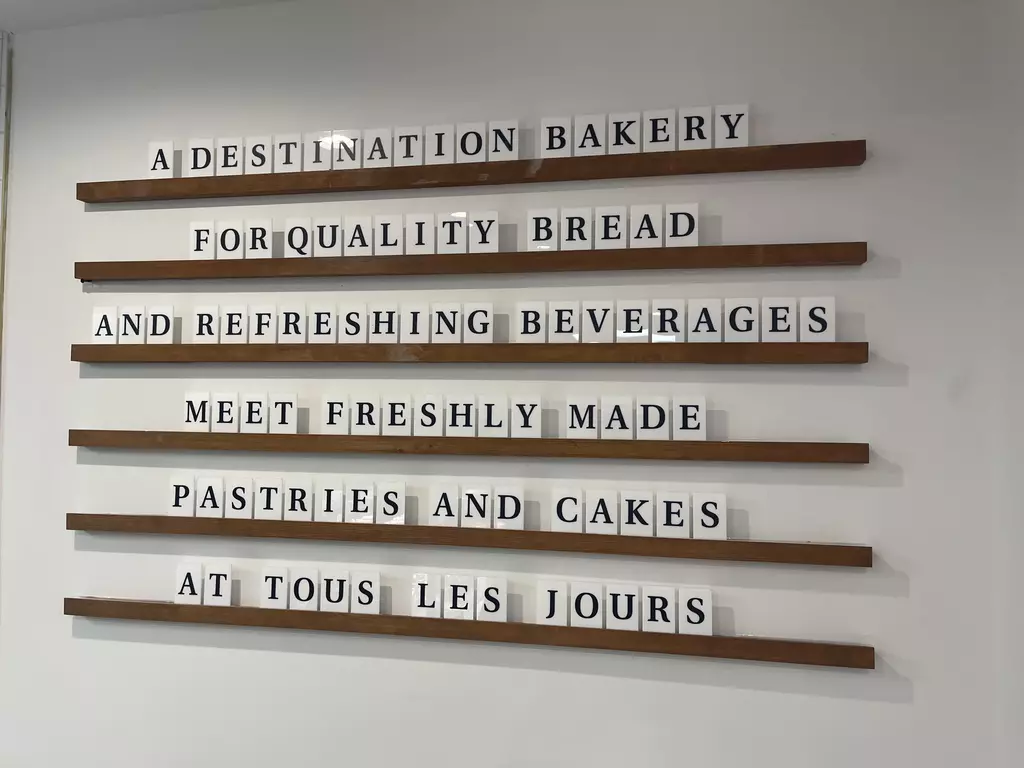 A DESTINATION BAKERY
FOR QUALITY BREAD
AND REFRESHING BEVERAGES
MEET FRESHLY MADE
PASTRIES AND CAKES
AT TOUS LES JOURS